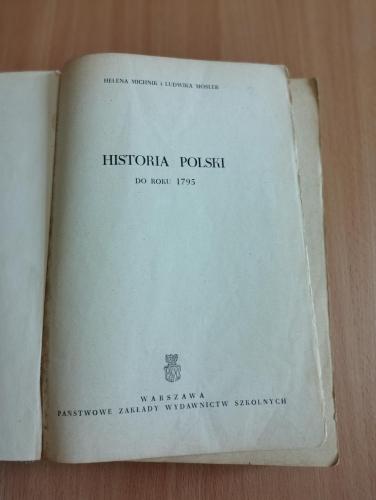 HELENA MICHNIK i LUDWIKA MOSLER
HISTORIA POLSKI
DO ROKU 1795
WARSZAWA
PAŃSTWOWE ZAKŁADY WYDAWNICTW SZKOLNYCH